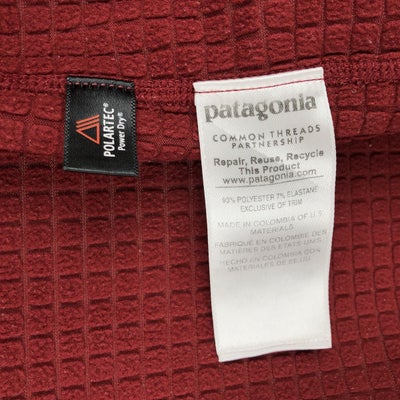 POLARTEC®
Power Dry®
patagonia
COMMON THREADS
PARTNERSHIP
Repair, Reuse, Recycle
This Product
www.patagonia.com
93% POLYESTER 7% ELASTANE
EXCLUSIVE OF TRIM
MADE IN COLOMBIA OF U.S.
MATERIALS
FABRIQUÉ EN COLOMBIE DES
MATIÈRES DES ETATS-UNIS
HECHO EN COLOMBIA CON
MATERIALES DE EE.UU.